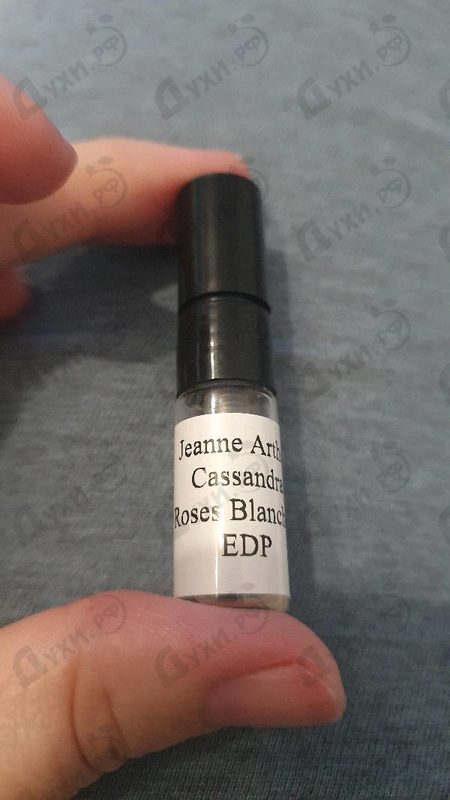 Jeanne Arth
Cassandra
Roses Blanch
EDP
Духи.РФ